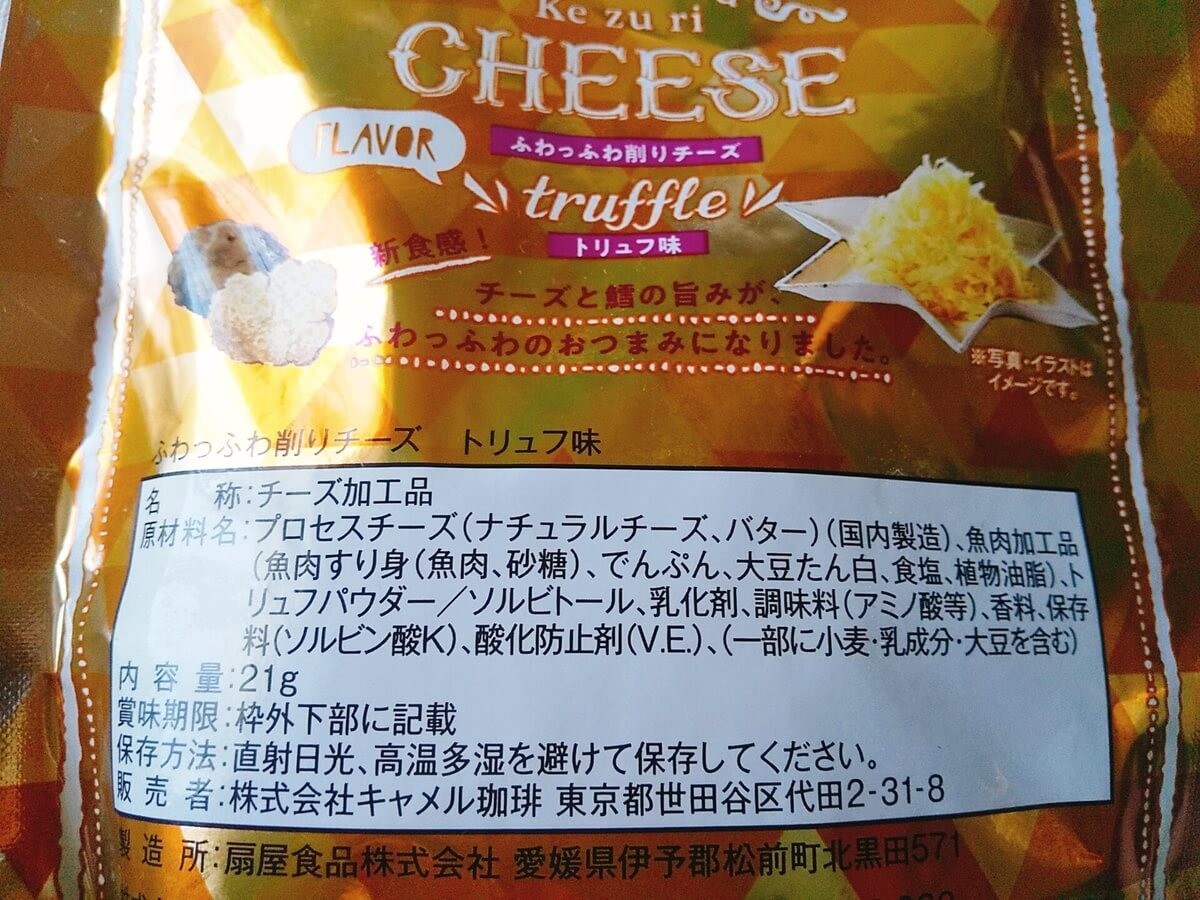 Ke zu ri
CHEESE
FLAVOR
ふわっふわ削りチーズ
truffle
トリュフ味
新食感!
チーズと鱈の旨みが、
ふわっふわのおつまみになりました。
※写真・イラストは
イメージです。
ふわっふわ削りチーズ トリュフ味
名 称:チーズ加工品
原材料名:プロセスチーズ(ナチュラルチーズ、バター)(国内製造)、魚肉加工品
(魚肉すり身(魚肉、砂糖)、でんぷん、大豆たん白、食塩、植物油脂)、ト
リュフパウダー/ソルビトール、乳化剤、調味料(アミノ酸等)、香料、保存
料(ソルビン酸K)、酸化防止剤(V.E.)、(一部に小麦・乳成分・大豆を含む)
内容量:21g
賞味期限:枠外下部に記載
保存方法:直射日光、高温多湿を避けて保存してください。
販売者:株式会社キャメル珈琲 東京都世田谷区代田2-31-8
製造所:扇屋食品株式会社 愛媛県伊予郡松前町北黒田571